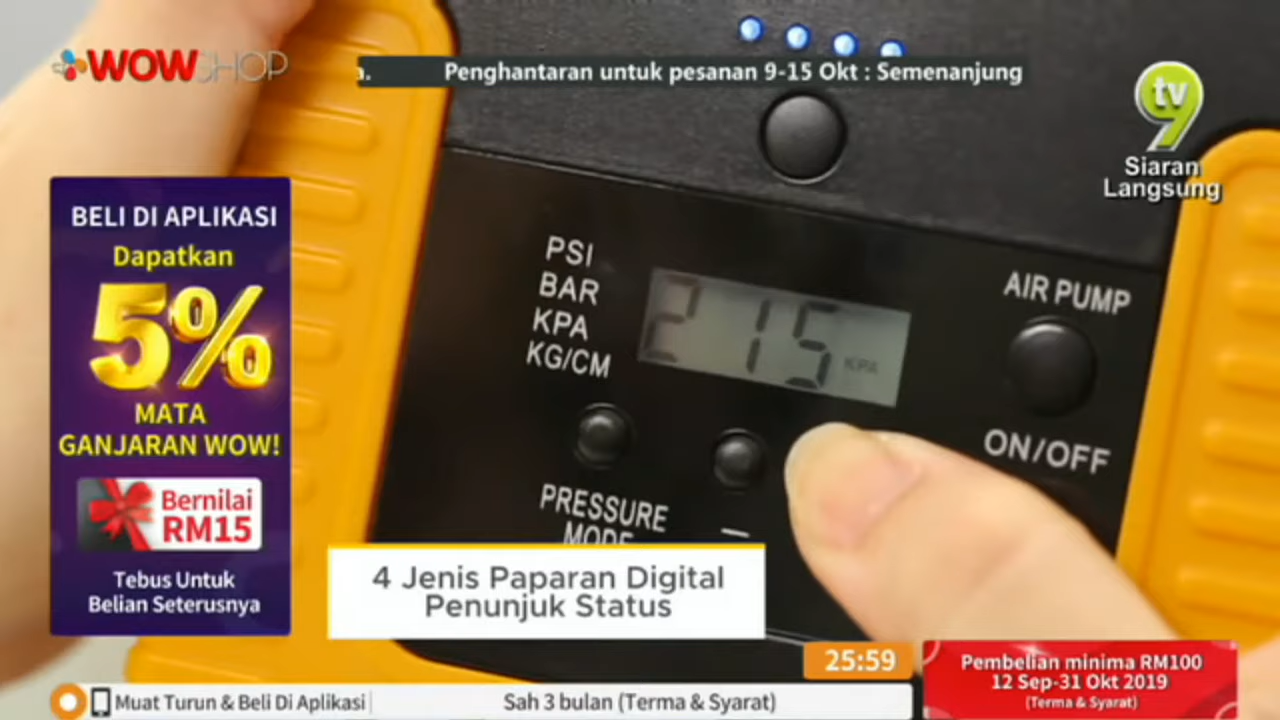 WOWSHOP
Penghantaran untuk pesanan 9-15 Okt : Semenanjung
tv
9
Siaran
Langsung
BELI DI APLIKASI
Dapatkan
5%
MATA
GANJARAN WOW!
Bernilai
RM15
Tebus Untuk
Belian Seterusnya
PSI
BAR
KPA
KG/CM
215 KPA
AIR PUMP
ON/OFF
PRESSURE
MODE
–
4 Jenis Paparan Digital
Penunjuk Status
25:59
Muat Turun & Beli Di Aplikasi
Sah 3 bulan (Terma & Syarat)
Pembelian minima RM100
12 Sep-31 Okt 2019
(Terma & Syarat)